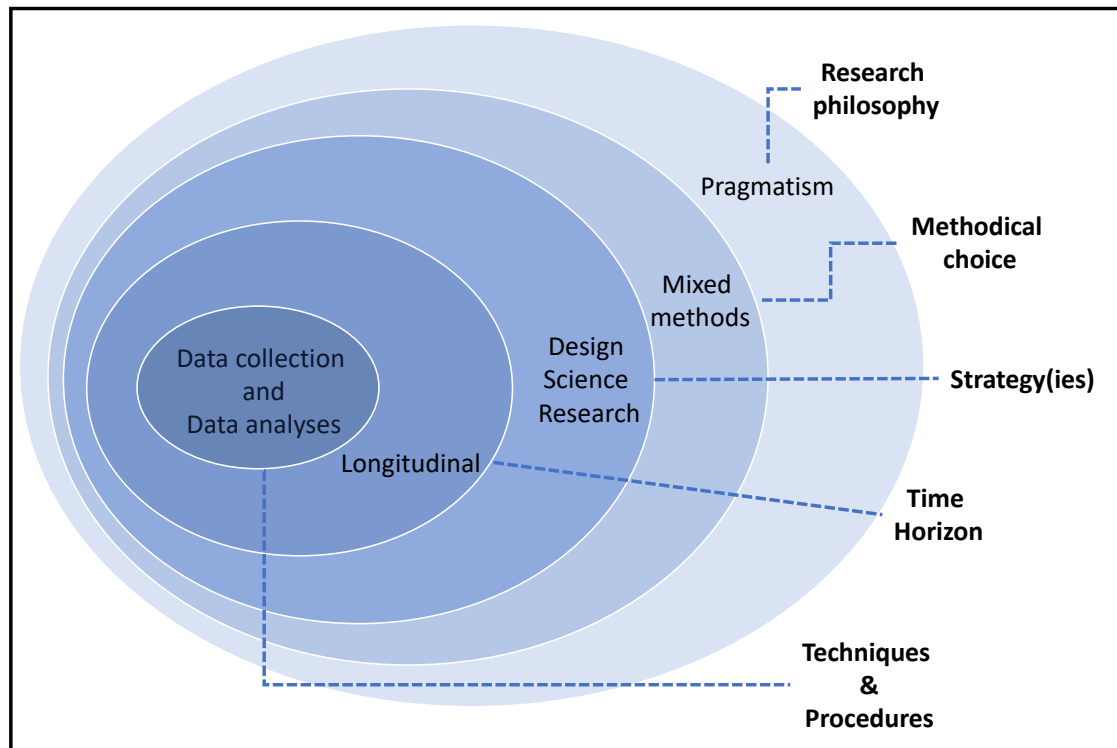 Research
philosophy
Pragmatism
Methodical
choice
Mixed
methods
Design
Science
Research
Strategy(ies)
Data collection
and
Data analyses
Longitudinal
Time
Horizon
Techniques
&
Procedures